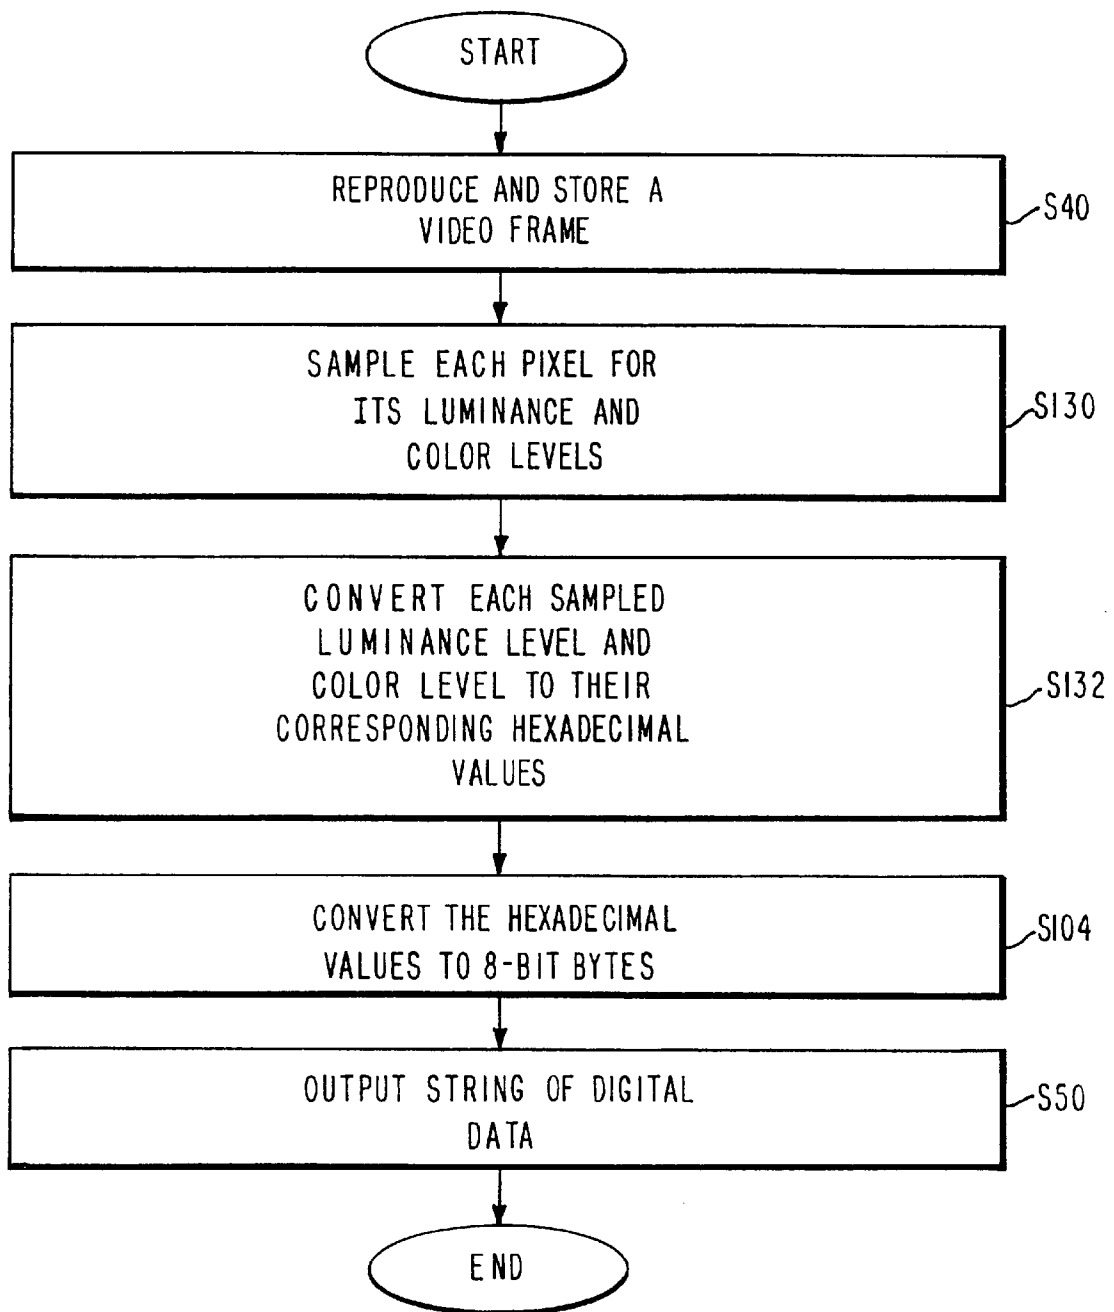 START
REPRODUCE AND STORE A
VIDEO FRAME
S40
SAMPLE EACH PIXEL FOR
ITS LUMINANCE AND
COLOR LEVELS
S130
CONVERT EACH SAMPLED
LUMINANCE LEVEL AND
COLOR LEVEL TO THEIR
CORRESPONDING HEXADECIMAL
VALUES
S132
CONVERT THE HEXADECIMAL
VALUES TO 8-BIT BYTES
S104
OUTPUT STRING OF DIGITAL
DATA
S50
END